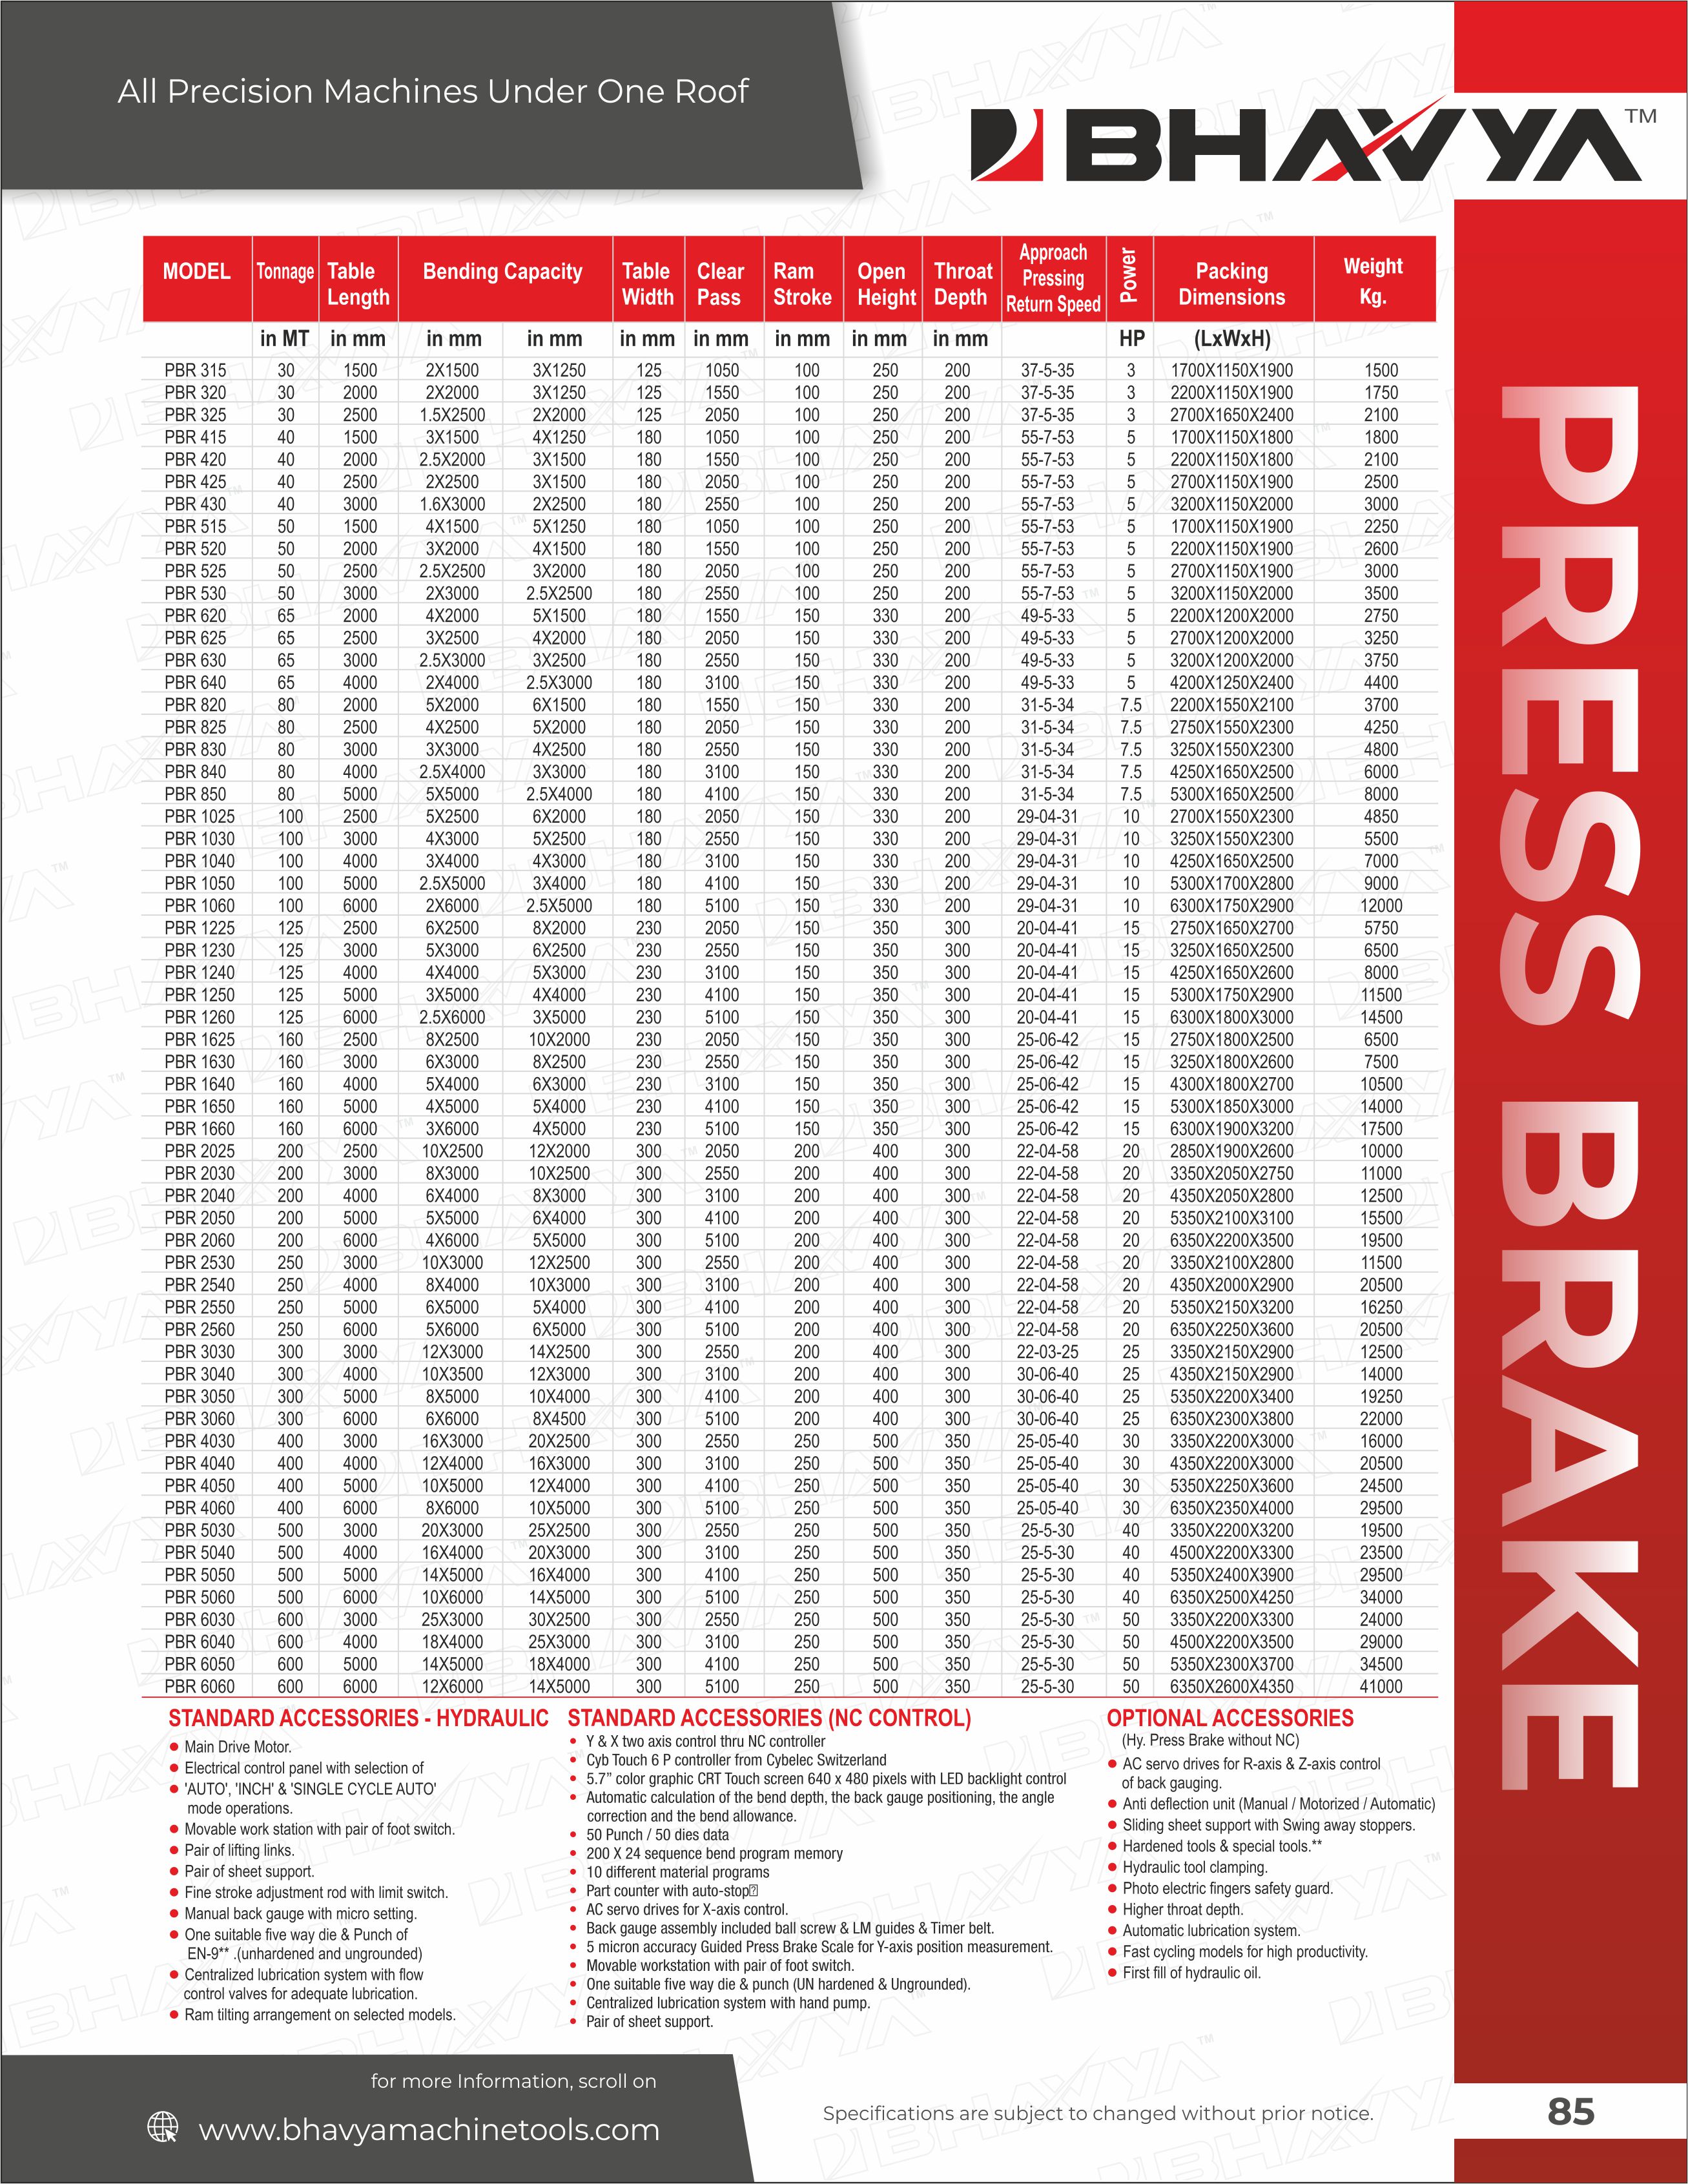 All Precision Machines Under One Roof
BHAVYA™
MODEL Tonnage Table Length Bending Capacity Table Width Clear Pass Ram Stroke Open Height Throat Depth Approach Pressing Return Speed Power Packing Dimensions Weight Kg.
in MT in mm in mm in mm in mm in mm in mm in mm in mm HP (LxWxH)
PBR 315 30 1500 2X1500 3X1250 125 1050 100 250 200 37-5-35 3 1700X1150X1900 1500
PBR 320 30 2000 2X2000 3X1250 125 1550 100 250 200 37-5-35 3 2200X1150X1900 1750
PBR 325 30 2500 1.5X2500 2X2000 125 2050 100 250 200 37-5-35 3 2700X1650X2400 2100
PBR 415 40 1500 3X1500 4X1250 180 1050 100 250 200 55-7-53 5 1700X1150X1800 1800
PBR 420 40 2000 2.5X2000 3X1500 180 1550 100 250 200 55-7-53 5 2200X1150X1800 2100
PBR 425 40 2500 2X2500 3X1500 180 2050 100 250 200 55-7-53 5 2700X1150X1900 2500
PBR 430 40 3000 1.6X3000 2X2500 180 2550 100 250 200 55-7-53 5 3200X1150X2000 3000
PBR 515 50 1500 4X1500 5X1250 180 1050 100 250 200 55-7-53 5 1700X1150X1900 2250
PBR 520 50 2000 3X2000 4X1500 180 1550 100 250 200 55-7-53 5 2200X1150X1900 2600
PBR 525 50 2500 2.5X2500 3X2000 180 2050 100 250 200 55-7-53 5 2700X1150X1900 3000
PBR 530 50 3000 2X3000 2.5X2500 180 2550 100 250 200 55-7-53 5 3200X1150X2000 3500
PBR 620 65 2000 4X2000 5X1500 180 1550 150 330 200 49-5-33 5 2200X1200X2000 2750
PBR 625 65 2500 3X2500 4X2000 180 2050 150 330 200 49-5-33 5 2700X1200X2000 3250
PBR 630 65 3000 2.5X3000 3X2500 180 2550 150 330 200 49-5-33 5 3200X1200X2000 3750
PBR 640 65 4000 2X4000 2.5X3000 180 3100 150 330 200 49-5-33 5 4200X1250X2400 4400
PBR 820 80 2000 5X2000 6X1500 180 1550 150 330 200 31-5-34 7.5 2200X1550X2100 3700
PBR 825 80 2500 4X2500 5X2000 180 2050 150 330 200 31-5-34 7.5 2750X1550X2300 4250
PBR 830 80 3000 3X3000 4X2500 180 2550 150 330 200 31-5-34 7.5 3250X1550X2300 4800
PBR 840 80 4000 2.5X4000 3X3000 180 3100 150 330 200 31-5-34 7.5 4250X1650X2500 6000
PBR 850 80 5000 5X5000 2.5X4000 180 4100 150 330 200 31-5-34 7.5 5300X1650X2500 8000
PBR 1025 100 2500 5X2500 6X2000 180 2050 150 330 200 29-04-31 10 2700X1550X2300 4850
PBR 1030 100 3000 4X3000 5X2500 180 2550 150 330 200 29-04-31 10 3250X1550X2300 5500
PBR 1040 100 4000 3X4000 4X3000 180 3100 150 330 200 29-04-31 10 4250X1650X2500 7000
PBR 1050 100 5000 2.5X5000 3X4000 180 4100 150 330 200 29-04-31 10 5300X1700X2800 9000
PBR 1060 100 6000 2X6000 2.5X5000 180 5100 150 330 200 29-04-31 10 6300X1750X2900 12000
PBR 1225 125 2500 6X2500 8X2000 230 2050 150 350 300 20-04-41 15 2750X1650X2700 5750
PBR 1230 125 3000 5X3000 6X2500 230 2550 150 350 300 20-04-41 15 3250X1650X2500 6500
PBR 1240 125 4000 4X4000 5X3000 230 3100 150 350 300 20-04-41 15 4250X1650X2600 8000
PBR 1250 125 5000 3X5000 4X4000 230 4100 150 350 300 20-04-41 15 5300X1750X2900 11500
PBR 1260 125 6000 2.5X6000 3X5000 230 5100 150 350 300 20-04-41 15 6300X1800X3000 14500
PBR 1625 160 2500 8X2500 10X2000 230 2050 150 350 300 25-06-42 15 2750X1800X2500 6500
PBR 1630 160 3000 6X3000 8X2500 230 2550 150 350 300 25-06-42 15 3250X1800X2600 7500
PBR 1640 160 4000 5X4000 6X3000 230 3100 150 350 300 25-06-42 15 4300X1800X2700 10500
PBR 1650 160 5000 4X5000 5X4000 230 4100 150 350 300 25-06-42 15 5300X1850X3000 14000
PBR 1660 160 6000 3X6000 4X5000 230 5100 150 350 300 25-06-42 15 6300X1900X3200 17500
PBR 2025 200 2500 10X2500 12X2000 300 2050 200 400 300 22-04-58 20 2850X1900X2600 10000
PBR 2030 200 3000 8X3000 10X2500 300 2550 200 400 300 22-04-58 20 3350X2050X2750 11000
PBR 2040 200 4000 6X4000 8X3000 300 3100 200 400 300 22-04-58 20 4350X2050X2800 12500
PBR 2050 200 5000 5X5000 6X4000 300 4100 200 400 300 22-04-58 20 5350X2100X3100 15500
PBR 2060 200 6000 4X6000 5X5000 300 5100 200 400 300 22-04-58 20 6350X2200X3500 19500
PBR 2530 250 3000 10X3000 12X2500 300 2550 200 400 300 22-04-58 20 3350X2100X2800 11500
PBR 2540 250 4000 8X4000 10X3000 300 3100 200 400 300 22-04-58 20 4350X2000X2900 20500
PBR 2550 250 5000 6X5000 5X4000 300 4100 200 400 300 22-04-58 20 5350X2150X3200 16250
PBR 2560 250 6000 5X6000 6X5000 300 5100 200 400 300 22-04-58 20 6350X2250X3600 20500
PBR 3030 300 3000 12X3000 14X2500 300 2550 200 400 300 22-03-25 25 3350X2150X2900 12500
PBR 3040 300 4000 10X3500 12X3000 300 3100 200 400 300 30-06-40 25 4350X2150X2900 14000
PBR 3050 300 5000 8X5000 10X4000 300 4100 200 400 300 30-06-40 25 5350X2200X3400 19250
PBR 3060 300 6000 6X6000 8X4500 300 5100 200 400 300 30-06-40 25 6350X2300X3800 22000
PBR 4030 400 3000 16X3000 20X2500 300 2550 250 500 350 25-05-40 30 3350X2200X3000 16000
PBR 4040 400 4000 12X4000 16X3000 300 3100 250 500 350 25-05-40 30 4350X2200X3000 20500
PBR 4050 400 5000 10X5000 12X4000 300 4100 250 500 350 25-05-40 30 5350X2250X3600 24500
PBR 4060 400 6000 8X6000 10X5000 300 5100 250 500 350 25-05-40 30 6350X2350X4000 29500
PBR 5030 500 3000 20X3000 25X2500 300 2550 250 500 350 25-5-30 40 3350X2200X3200 19500
PBR 5040 500 4000 16X4000 20X3000 300 3100 250 500 350 25-5-30 40 4500X2200X3300 23500
PBR 5050 500 5000 14X5000 16X4000 300 4100 250 500 350 25-5-30 40 5350X2400X3900 29500
PBR 5060 500 6000 10X6000 14X5000 300 5100 250 500 350 25-5-30 40 6350X2500X4250 34000
PBR 6030 600 3000 25X3000 30X2500 300 2550 250 500 350 25-5-30 50 3350X2200X3300 24000
PBR 6040 600 4000 18X4000 25X3000 300 3100 250 500 350 25-5-30 50 4500X2200X3500 29000
PBR 6050 600 5000 14X5000 18X4000 300 4100 250 500 350 25-5-30 50 5350X2300X3700 34500
PBR 6060 600 6000 12X6000 14X5000 300 5100 250 500 350 25-5-30 50 6350X2600X4350 41000
STANDARD ACCESSORIES - HYDRAULIC
Main Drive Motor.
Electrical control panel with selection of
'AUTO', 'INCH' & 'SINGLE CYCLE AUTO'
mode operations.
Movable work station with pair of foot switch.
Pair of lifting links.
Pair of sheet support.
Fine stroke adjustment rod with limit switch.
Manual back gauge with micro setting.
One suitable five way die & Punch of
EN-9** .(unhardened and ungrounded)
Centralized lubrication system with flow
control valves for adequate lubrication.
Ram tilting arrangement on selected models.
STANDARD ACCESSORIES (NC CONTROL)
Y & X two axis control thru NC controller
Cyb Touch 6 P controller from Cybelec Switzerland
5.7” color graphic CRT Touch screen 640 x 480 pixels with LED backlight control
Automatic calculation of the bend depth, the back gauge positioning, the angle
correction and the bend allowance.
50 Punch / 50 dies data
200 X 24 sequence bend program memory
10 different material programs
Part counter with auto-stop
AC servo drives for X-axis control.
Back gauge assembly included ball screw & LM guides & Timer belt.
5 micron accuracy Guided Press Brake Scale for Y-axis position measurement.
Movable workstation with pair of foot switch.
One suitable five way die & punch (UN hardened & Ungrounded).
Centralized lubrication system with hand pump.
Pair of sheet support.
OPTIONAL ACCESSORIES
(Hy. Press Brake without NC)
AC servo drives for R-axis & Z-axis control
of back gauging.
Anti deflection unit (Manual / Motorized / Automatic)
Sliding sheet support with Swing away stoppers.
Hardened tools & special tools.**
Hydraulic tool clamping.
Photo electric fingers safety guard.
Higher throat depth.
Automatic lubrication system.
Fast cycling models for high productivity.
First fill of hydraulic oil.
PRESS BRAKE
for more Information, scroll on
www.bhavyamachinetools.com
Specifications are subject to changed without prior notice.
85